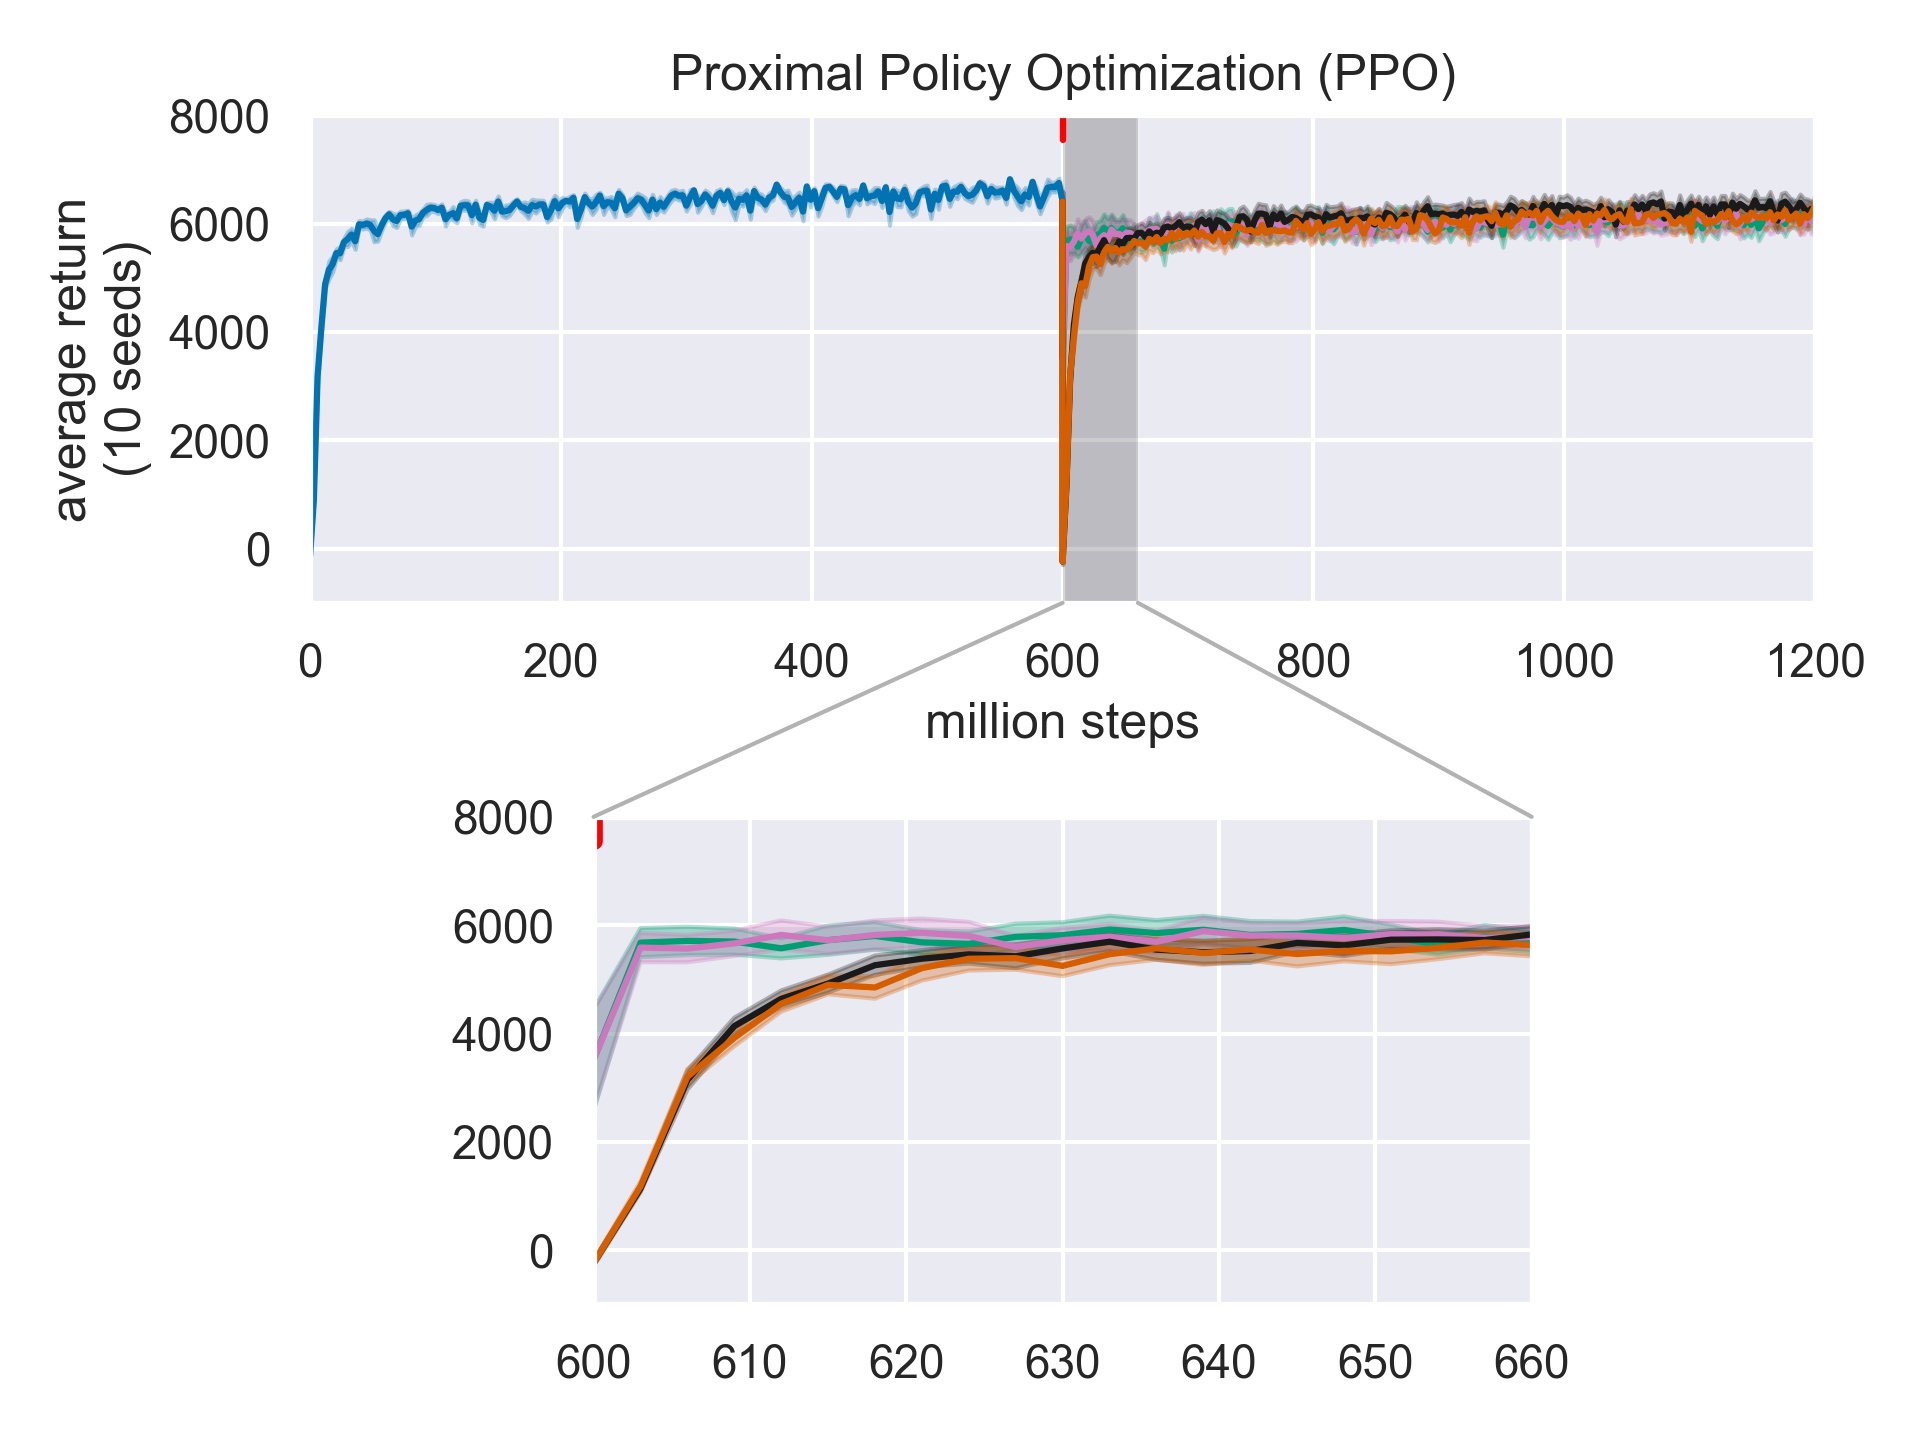 Proximal Policy Optimization (PPO)
average return
(10 seeds)
8000
6000
4000
2000
0
0 200 400 600 800 1000 1200
million steps
8000
6000
4000
2000
0
600 610 620 630 640 650 660